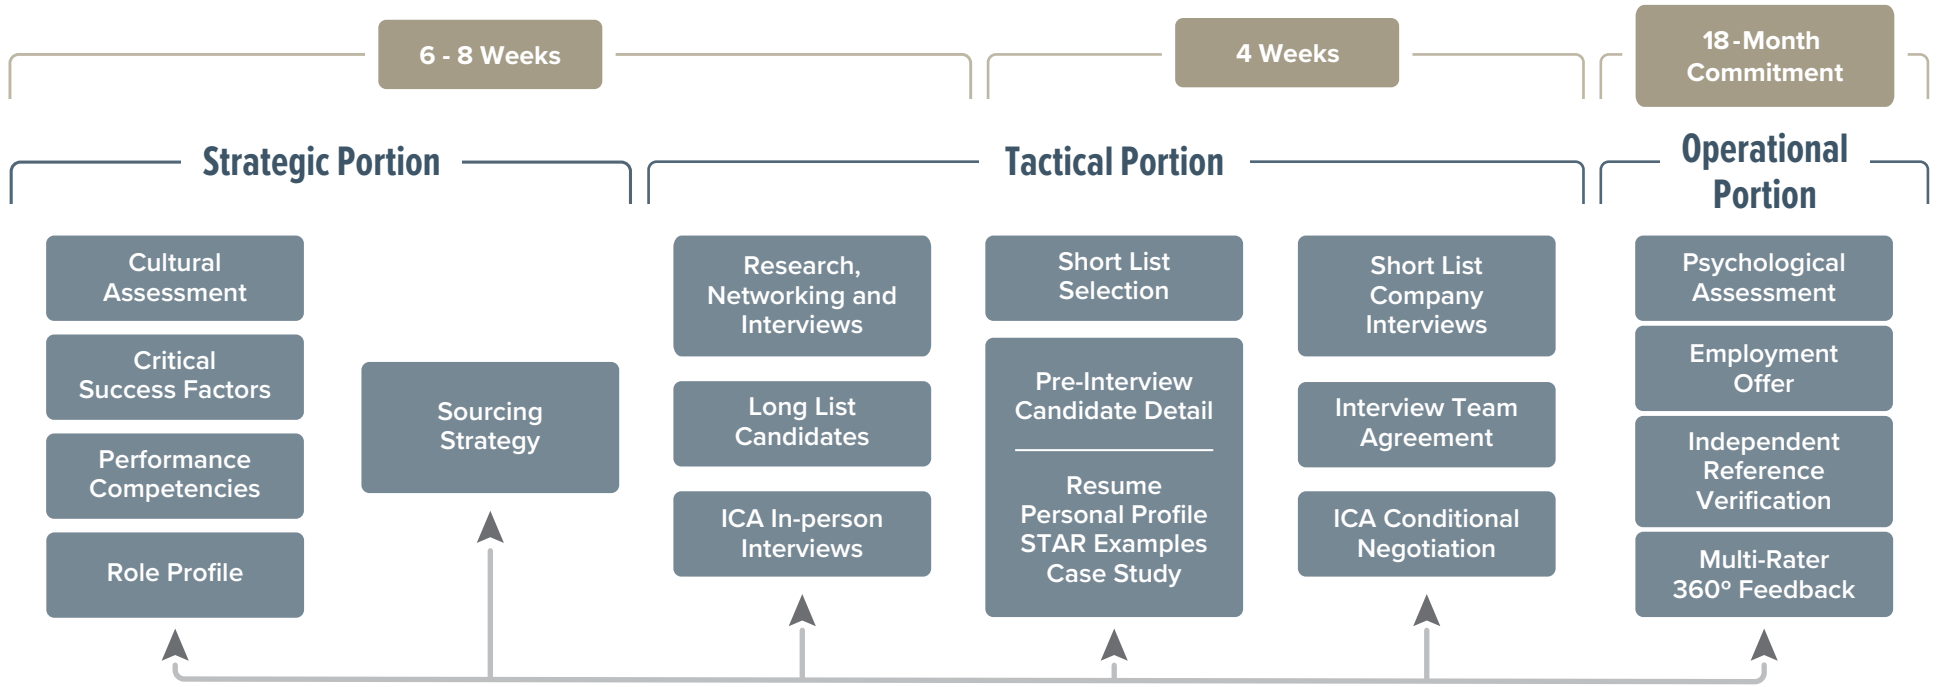 6 - 8 Weeks
4 Weeks
18-Month
Commitment
Strategic Portion
Tactical Portion
Operational
Portion
Cultural
Assessment
Critical
Success Factors
Performance
Competencies
Role Profile
Sourcing
Strategy
Research,
Networking and
Interviews
Long List
Candidates
ICA In-person
Interviews
Short List
Selection
Pre-Interview
Candidate Detail
Resume
Personal Profile
STAR Examples
Case Study
Short List
Company
Interviews
Interview Team
Agreement
ICA Conditional
Negotiation
Psychological
Assessment
Employment
Offer
Independent
Reference
Verification
Multi-Rater
360º Feedback